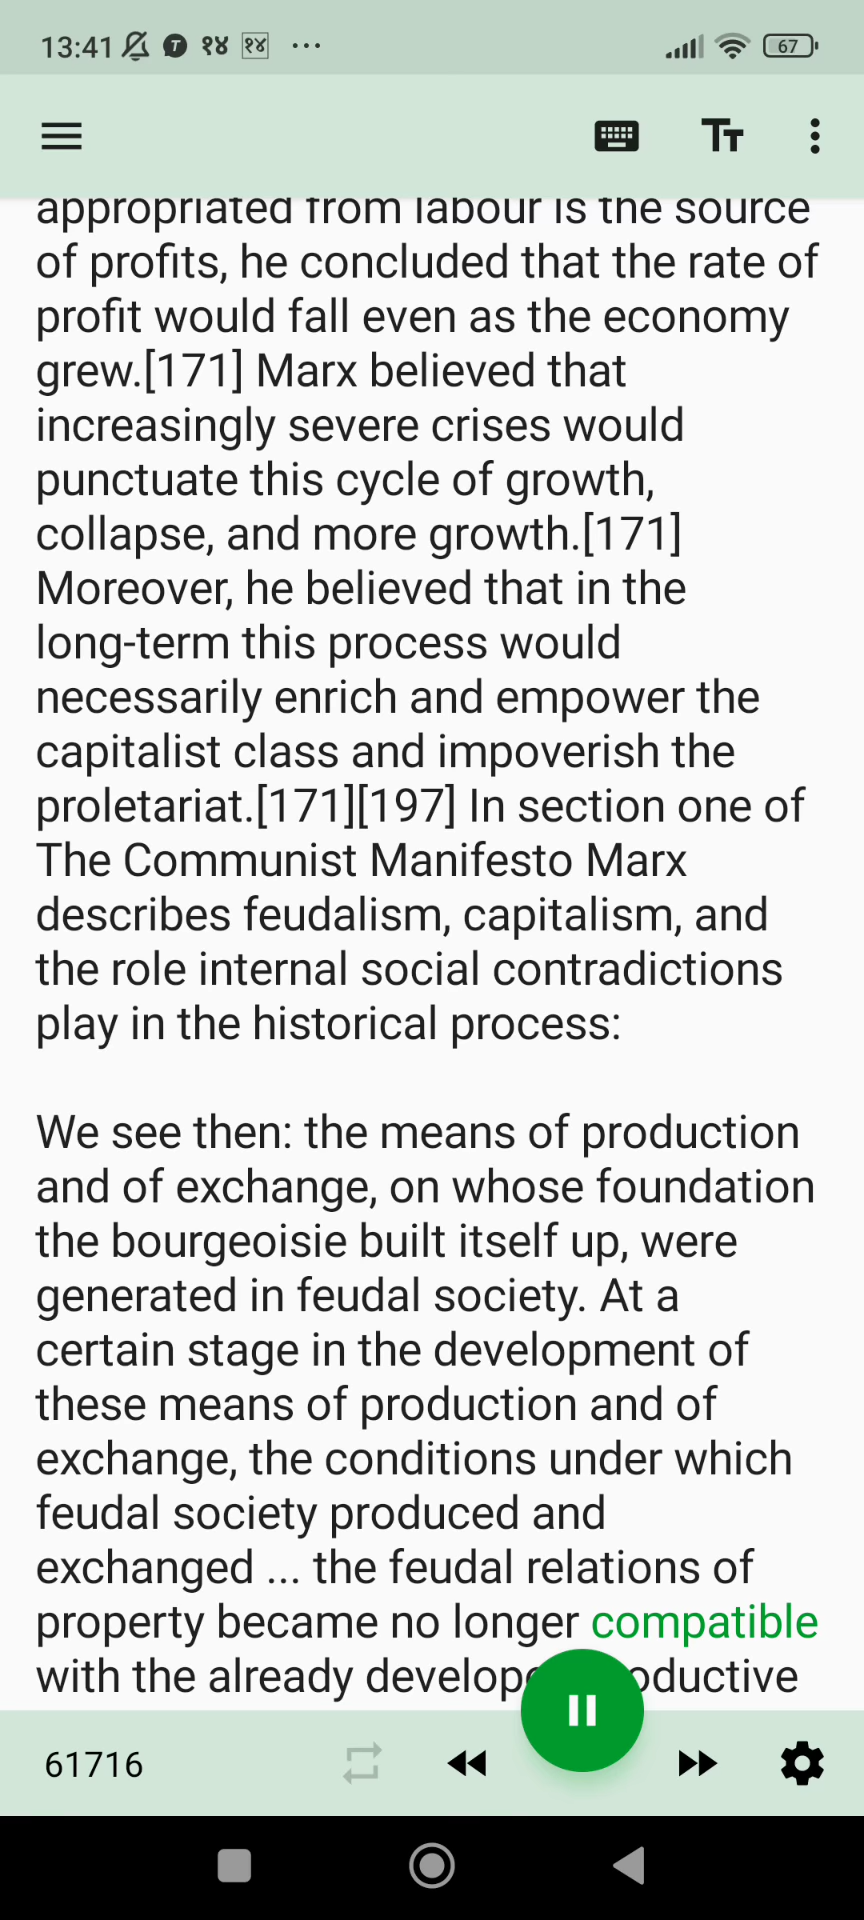 13:41 T १४ १४ ... 67
TT
appropriated from labour is the source
of profits, he concluded that the rate of
profit would fall even as the economy
grew.[171] Marx believed that
increasingly severe crises would
punctuate this cycle of growth,
collapse, and more growth.[171]
Moreover, he believed that in the
long-term this process would
necessarily enrich and empower the
capitalist class and impoverish the
proletariat.[171][197] In section one of
The Communist Manifesto Marx
describes feudalism, capitalism, and
the role internal social contradictions
play in the historical process:
We see then: the means of production
and of exchange, on whose foundation
the bourgeoisie built itself up, were
generated in feudal society. At a
certain stage in the development of
these means of production and of
exchange, the conditions under which
feudal society produced and
exchanged ... the feudal relations of
property became no longer compatible
with the already
61716